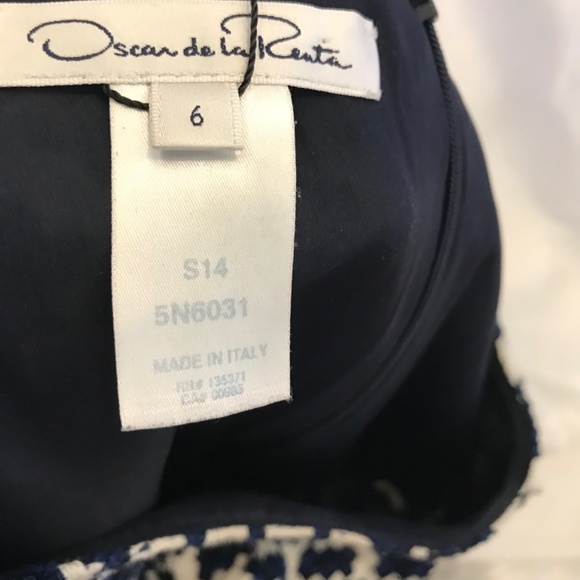 Oscar de la Renta
6
S14
5N6031
MADE IN ITALY
RN# 135371
CA# 00985